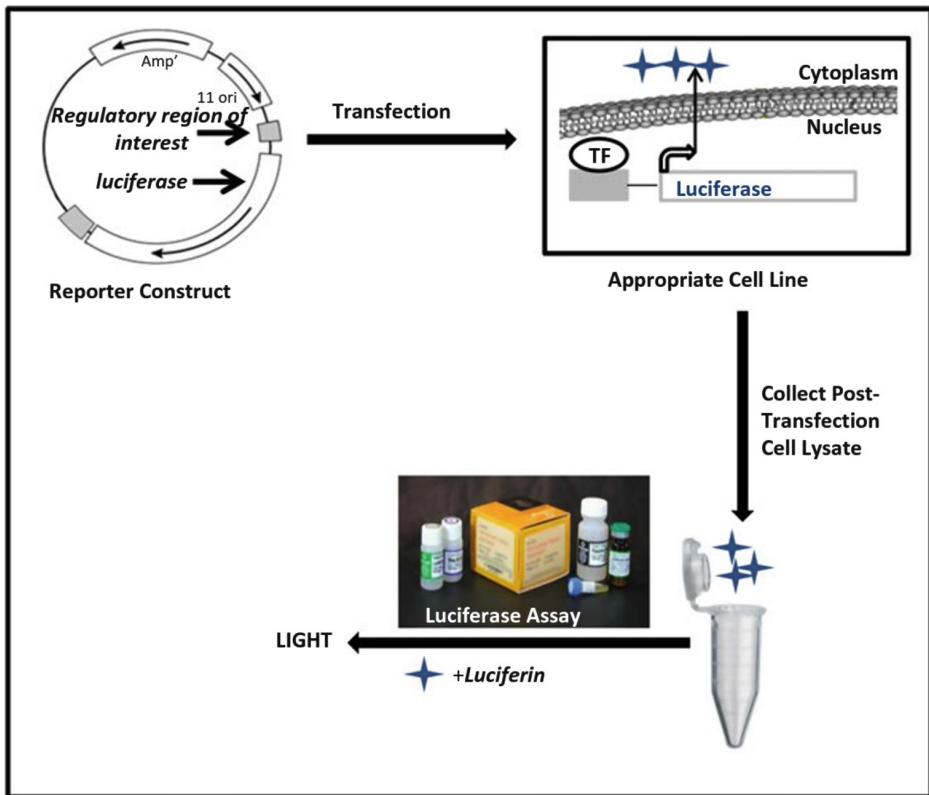 Amp'
11 ori
Regulatory region of
interest
luciferase
Reporter Construct
Transfection
Cytoplasm
Nucleus
TF
Luciferase
Appropriate Cell Line
Collect Post-
Transfection
Cell Lysate
Luciferase Assay
LIGHT
+Luciferin